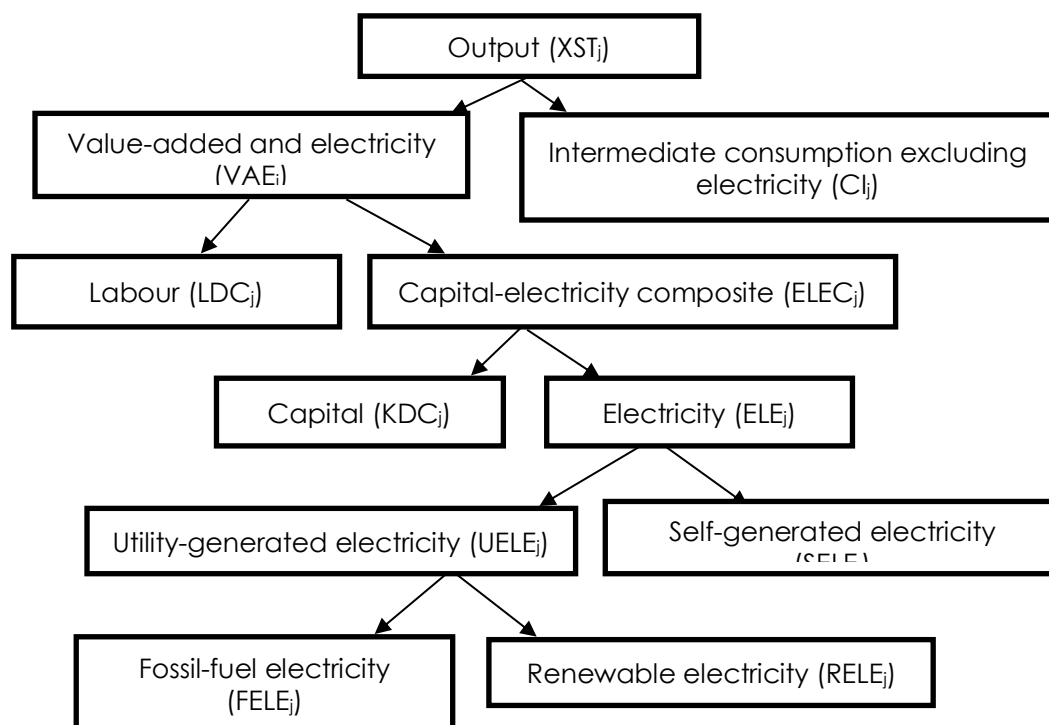 Output (XSTj)
Value-added and electricity
(VAEj)
Intermediate consumption excluding
electricity (CIj)
Labour (LDCj)
Capital-electricity composite (ELECj)
Capital (KDCj)
Electricity (ELEj)
Utility-generated electricity (UELEj)
Self-generated electricity
Fossil-fuel electricity
(FELEj)
Renewable electricity (RELEj)